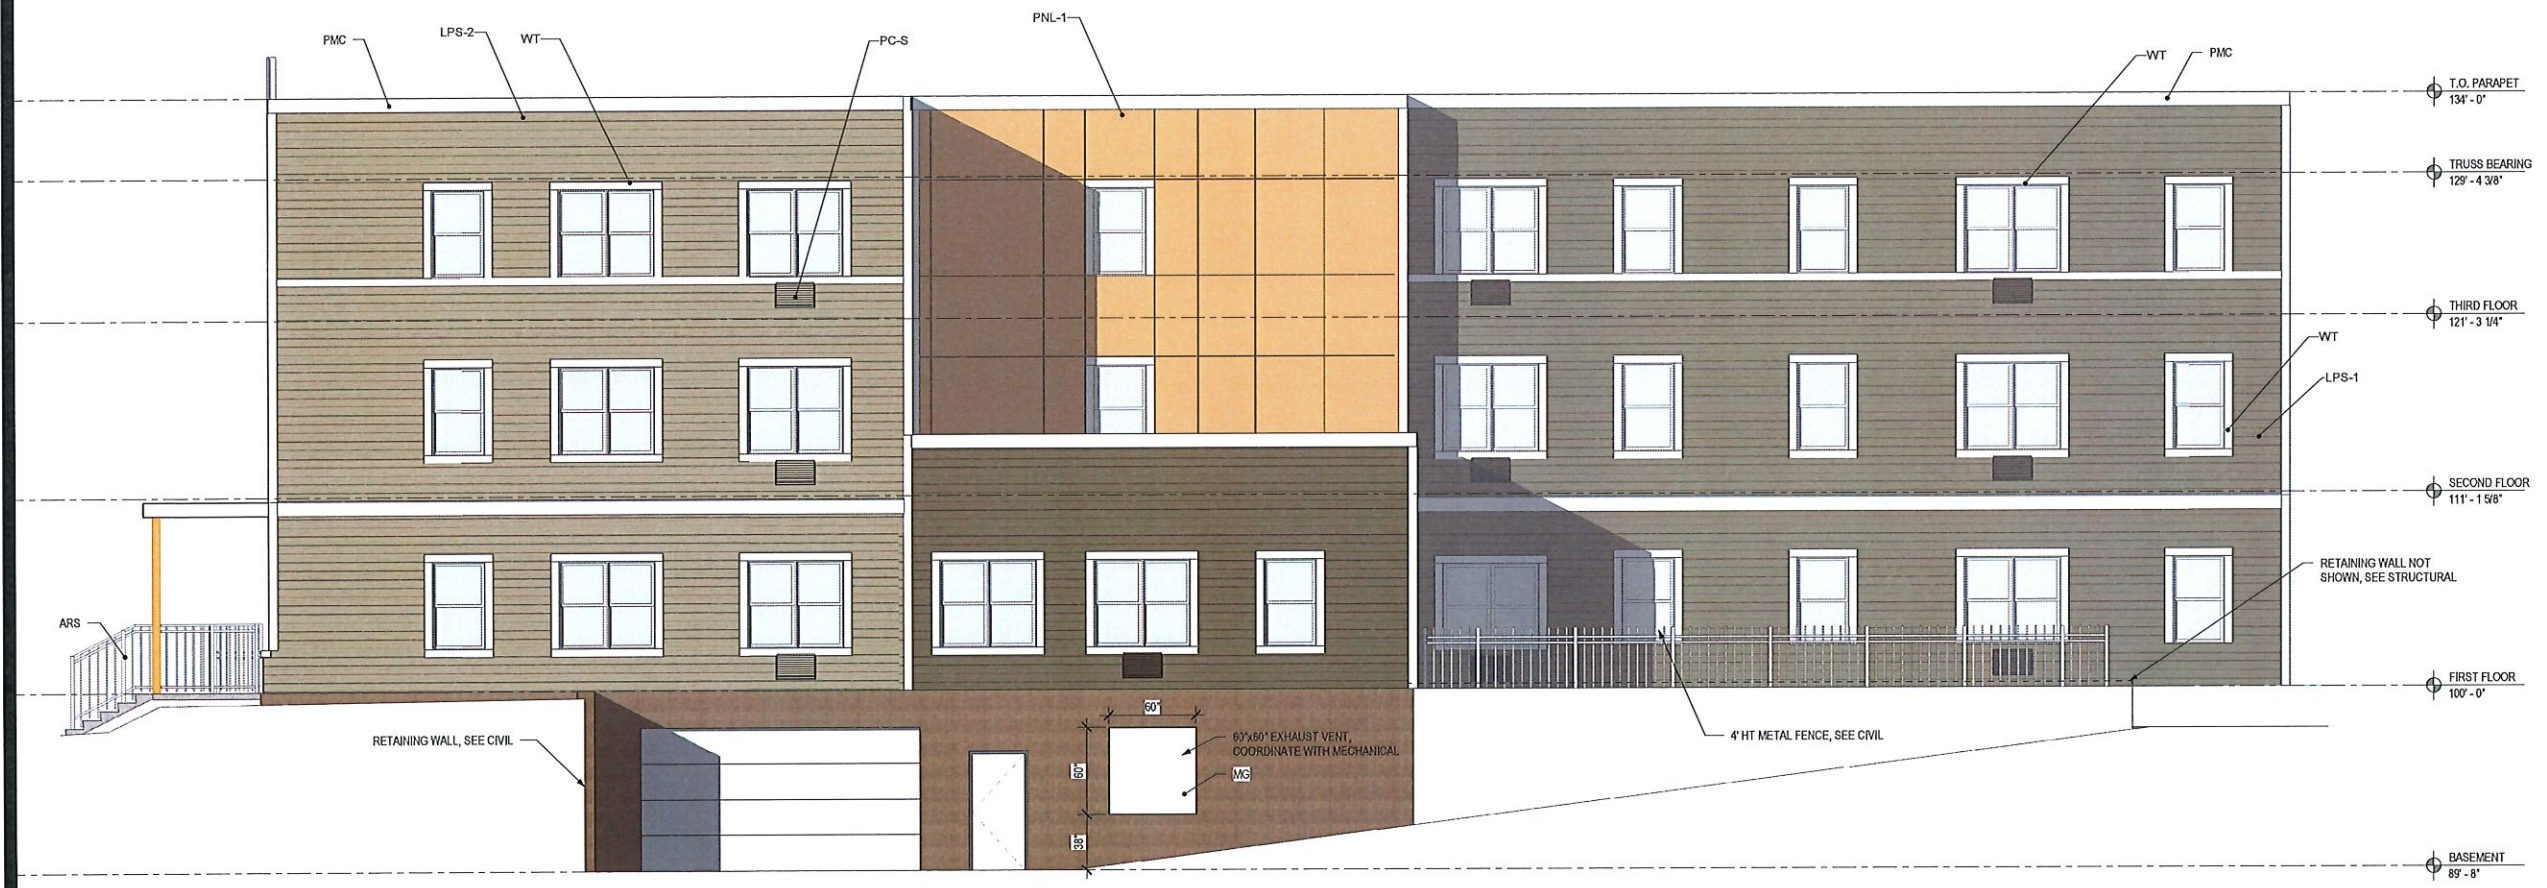 PMC
LPS-2
WT
PC-S
PNL-1
WT
PMC
T.O. PARAPET
134' - 0"
TRUSS BEARING
129' - 4 3/8"
THIRD FLOOR
121' - 3 1/4"
WT
LPS-1
SECOND FLOOR
111' - 1 5/8"
RETAINING WALL NOT
SHOWN, SEE STRUCTURAL
ARS
FIRST FLOOR
100' - 0"
60"
RETAINING WALL, SEE CIVIL
60"x60" EXHAUST VENT,
COORDINATE WITH MECHANICAL
4' HT METAL FENCE, SEE CIVIL
60"
MG
38"
BASEMENT
89' - 8"